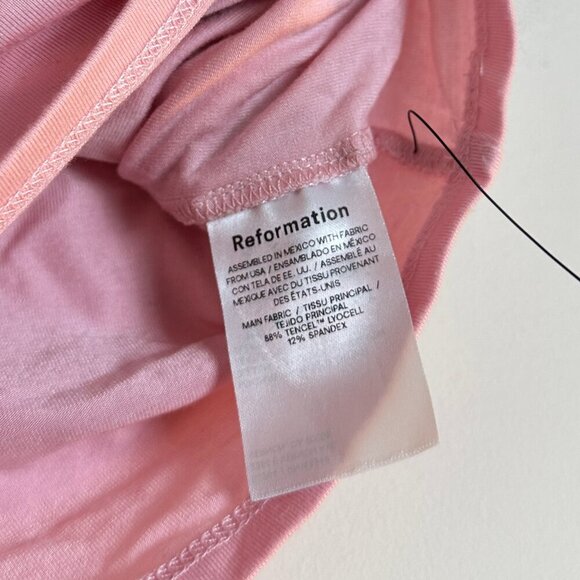 Reformation
ASSEMBLED IN MEXICO WITH FABRIC
FROM USA / ENSAMBLADO EN MÉXICO
CON TELA DE EE. UU. / ASSEMBLÉ AU
MEXIQUE AVEC DU TISSU PROVENANT
DES ÉTATS-UNIS
MAIN FABRIC / TISSU PRINCIPAL /
TEJIDO PRINCIPAL
88% TENCEL™ LYOCELL
12% SPANDEX